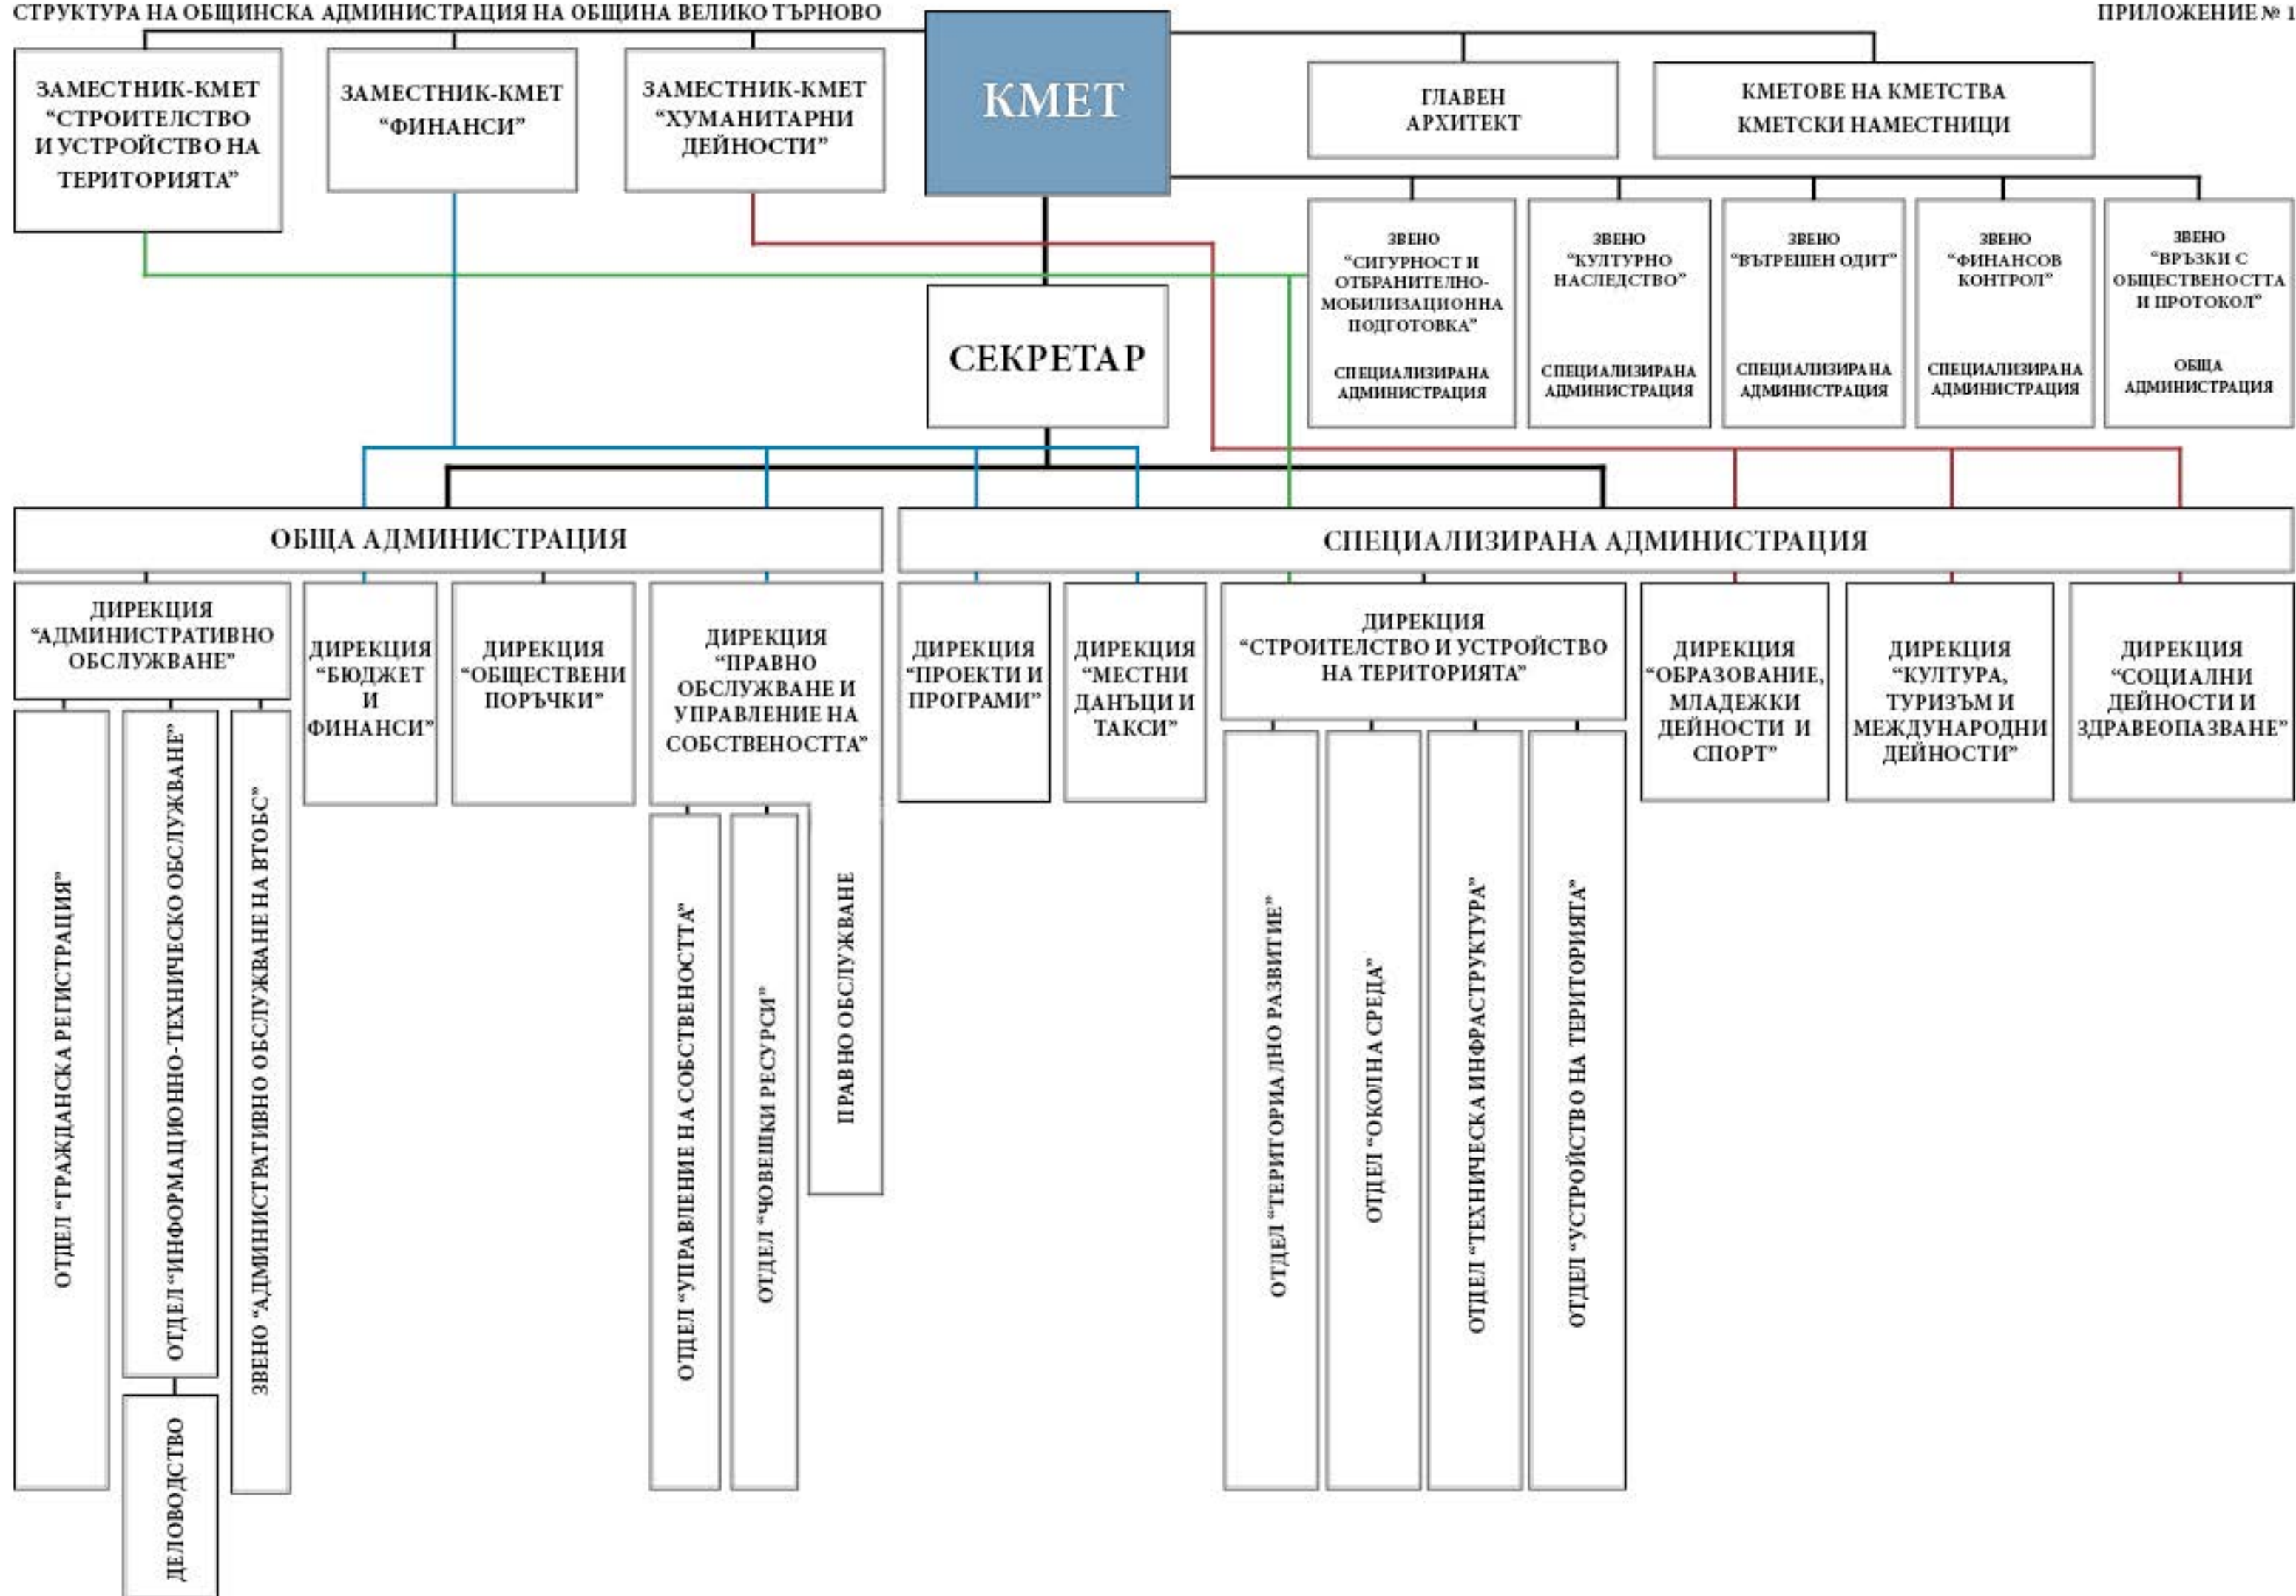 СТРУКТУРА НА ОБЩИНСКА АДМИНИСТРАЦИЯ НА ОБЩИНА ВЕЛИКО ТЪРНОВО
ПРИЛОЖЕНИЕ № 1
ЗАМЕСТНИК-КМЕТ
“СТРОИТЕЛСТВО
И УСТРОЙСТВО НА
ТЕРИТОРИЯТА”
ЗАМЕСТНИК-КМЕТ
“ФИНАНСИ”
ЗАМЕСТНИК-КМЕТ
“ХУМАНИТАРНИ
ДЕЙНОСТИ”
КМЕТ
ГЛАВЕН
АРХИТЕКТ
КМЕТОВЕ НА КМЕТСТВА
КМЕТСКИ НАМЕСТНИЦИ
ЗВЕНО
“СИГУРНОСТ И
ОТБРАНИТЕЛНО-
МОБИЛИЗАЦИОННА
ПОДГОТОВКА”
СПЕЦИАЛИЗИРАНА
АДМИНИСТРАЦИЯ
ЗВЕНО
“КУЛТУРНО
НАСЛЕДСТВО”
СПЕЦИАЛИЗИРАНА
АДМИНИСТРАЦИЯ
ЗВЕНО
“ВЪТРЕШЕН ОДИТ”
СПЕЦИАЛИЗИРАНА
АДМИНИСТРАЦИЯ
ЗВЕНО
“ФИНАНСОВ
КОНТРОЛ”
СПЕЦИАЛИЗИРАНА
АДМИНИСТРАЦИЯ
ЗВЕНО
“ВРЪЗКИ С
ОБЩЕСТВЕНОСТТА
И ПРОТОКОЛ”
ОБЩА
АДМИНИСТРАЦИЯ
СЕКРЕТАР
ОБЩА АДМИНИСТРАЦИЯ
СПЕЦИАЛИЗИРАНА АДМИНИСТРАЦИЯ
ДИРЕКЦИЯ
“АДМИНИСТРАТИВНО
ОБСЛУЖВАНЕ”
ДИРЕКЦИЯ
“БЮДЖЕТ
И
ФИНАНСИ”
ДИРЕКЦИЯ
“ОБЩЕСТВЕНИ
ПОРЪЧКИ”
ДИРЕКЦИЯ
“ПРАВНО
ОБСЛУЖВАНЕ И
УПРАВЛЕНИЕ НА
СОБСТВЕНОСТТА”
ДИРЕКЦИЯ
“ПРОЕКТИ И
ПРОГРАМИ”
ДИРЕКЦИЯ
“МЕСТНИ
ДАНЪЦИ И
ТАКСИ”
ДИРЕКЦИЯ
“СТРОИТЕЛСТВО И УСТРОЙСТВО
НА ТЕРИТОРИЯТА”
ДИРЕКЦИЯ
“ОБРАЗОВАНИЕ,
МЛАДЕЖКИ
ДЕЙНОСТИ И
СПОРТ”
ДИРЕКЦИЯ
“КУЛТУРА,
ТУРИЗЪМ И
МЕЖДУНАРОДНИ
ДЕЙНОСТИ”
ДИРЕКЦИЯ
“СОЦИАЛНИ
ДЕЙНОСТИ И
ЗДРАВЕОПАЗВАНЕ”
ОТДЕЛ “ГРАЖДАНСКА РЕГИСТРАЦИЯ”
ОТДЕЛ “ИНФОРМАЦИОННО-ТЕХНИЧЕСКО ОБСЛУЖВАНЕ”
ЗВЕНО “АДМИНИСТРАТИВНО ОБСЛУЖВАНЕ НА ВТОБС”
ДЕЛОВОДСТВО
ОТДЕЛ “УПРАВЛЕНИЕ НА СОБСТВЕНОСТТА”
ОТДЕЛ “ЧОВЕШКИ РЕСУРСИ”
ПРАВНО ОБСЛУЖВАНЕ
ОТДЕЛ “ТЕРИТОРИАЛНО РАЗВИТИЕ”
ОТДЕЛ “ОКОЛНА СРЕДА”
ОТДЕЛ “ТЕХНИЧЕСКА ИНФРАСТРУКТУРА”
ОТДЕЛ “УСТРОЙСТВО НА ТЕРИТОРИЯТА”